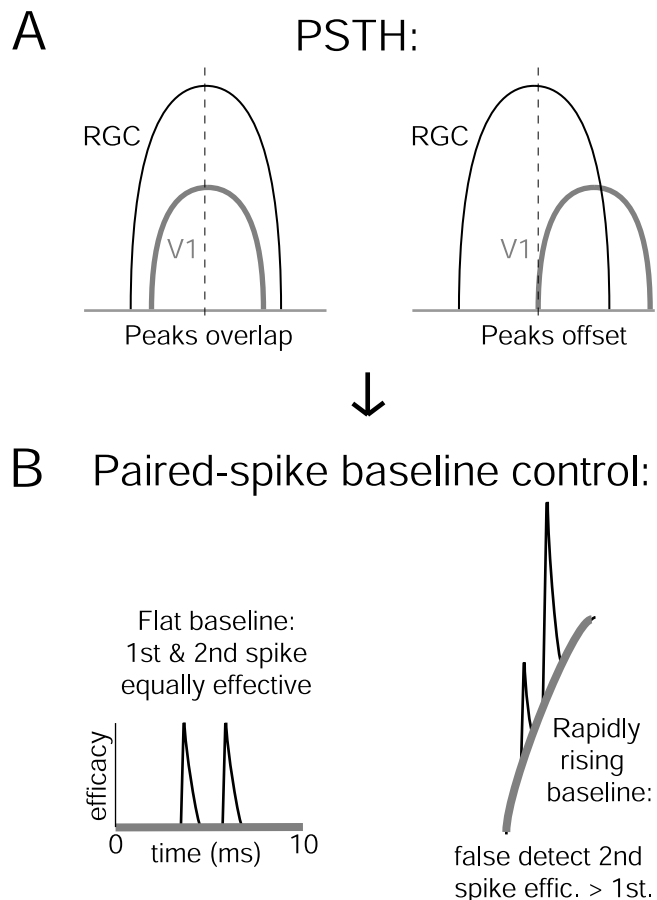 A
PSTH:
RGC
V1
Peaks overlap
RGC
V1
Peaks offset
B
Paired-spike baseline control:
Flat baseline:
1st & 2nd spike
equally effective
efficacy
0
time (ms)
10
Rapidly
rising
baseline:
false detect 2nd
spike effic. > 1st.